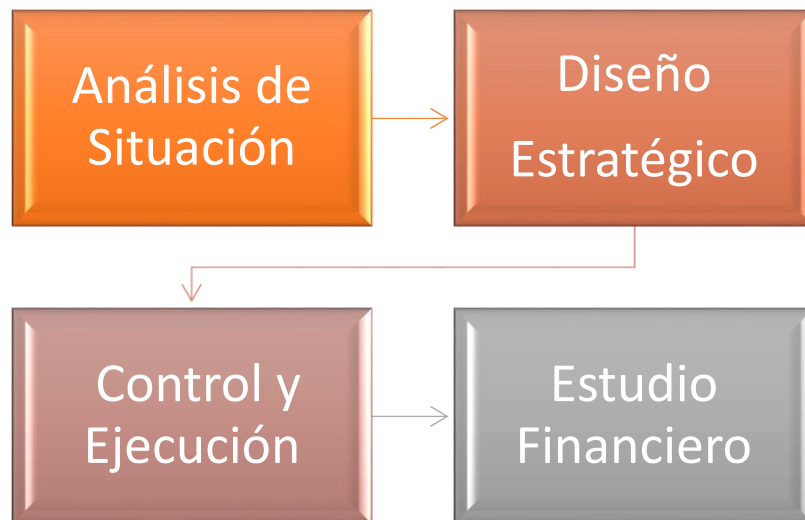 Análisis de
Situación
Diseño
Estratégico
Control y
Ejecución
Estudio
Financiero